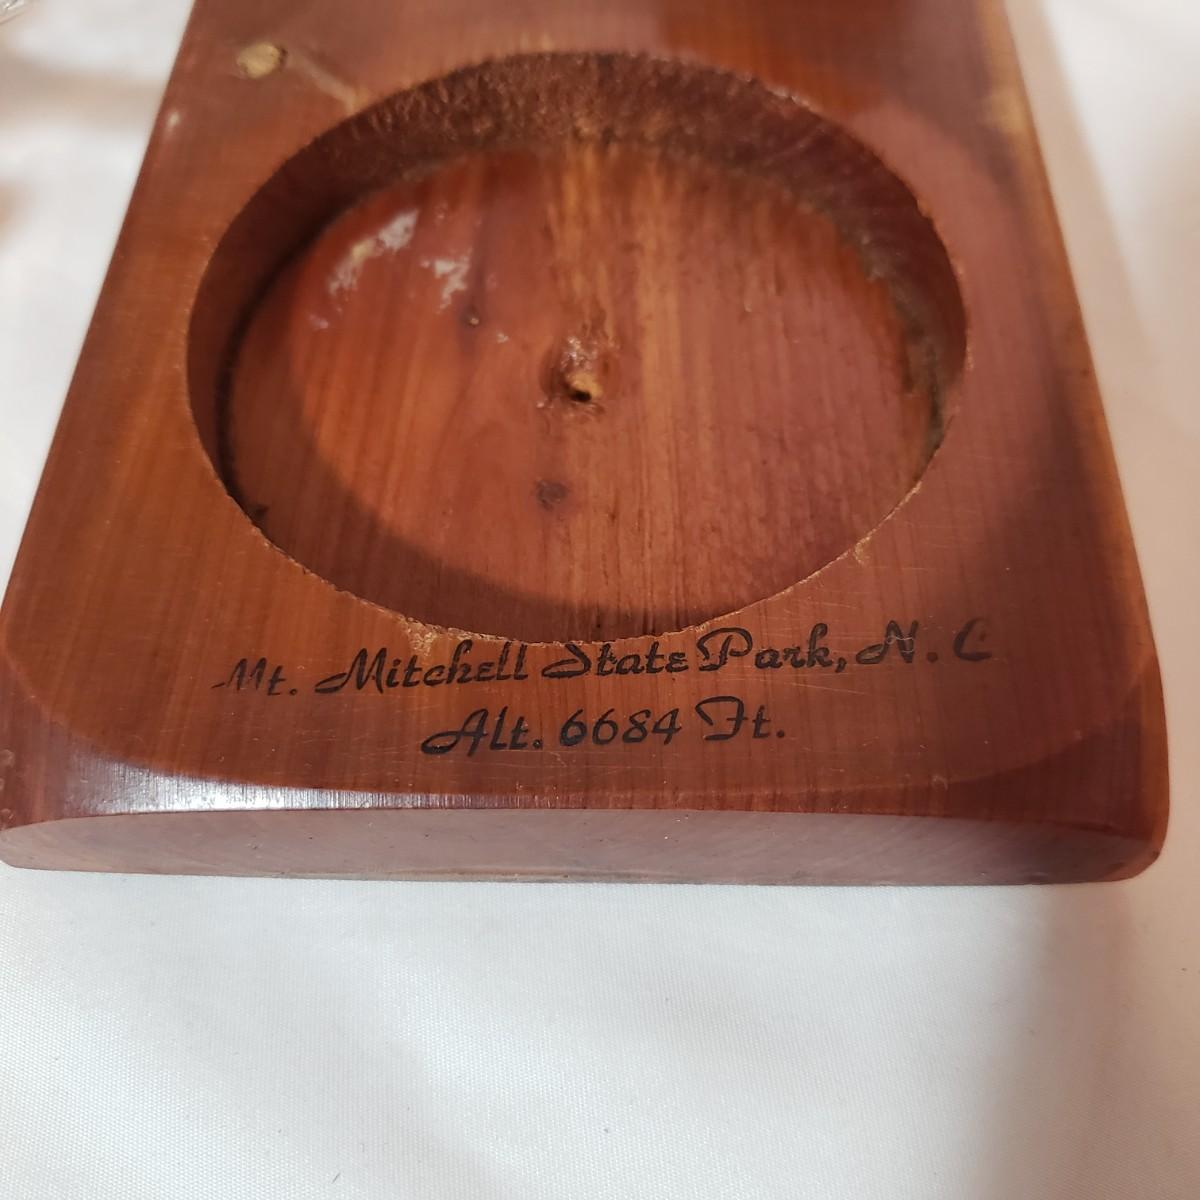 Mt. Mitchell State Park, N. C
Alt. 6684 Ft.